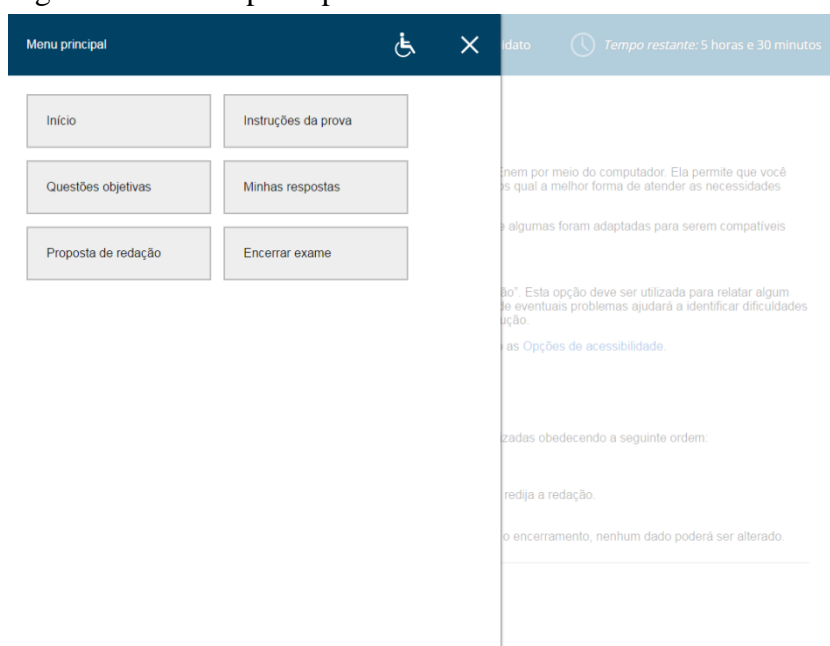 Menu principal
idato
Tempo restante: 5 horas e 30 minutos
Início
Instruções da prova
Questões objetivas
Minhas respostas
Proposta de redação
Encerrar exame
Enem por meio do computador. Ela permite que você
os qual a melhor forma de atender as necessidades
e algumas foram adaptadas para serem compatíveis
ão”. Esta opção deve ser utilizada para relatar algum
de eventuais problemas ajudará a identificar dificuldades
ução.
as Opções de acessibilidade.
zadas obedecendo a seguinte ordem:
redija a redação.
o encerramento, nenhum dado poderá ser alterado.